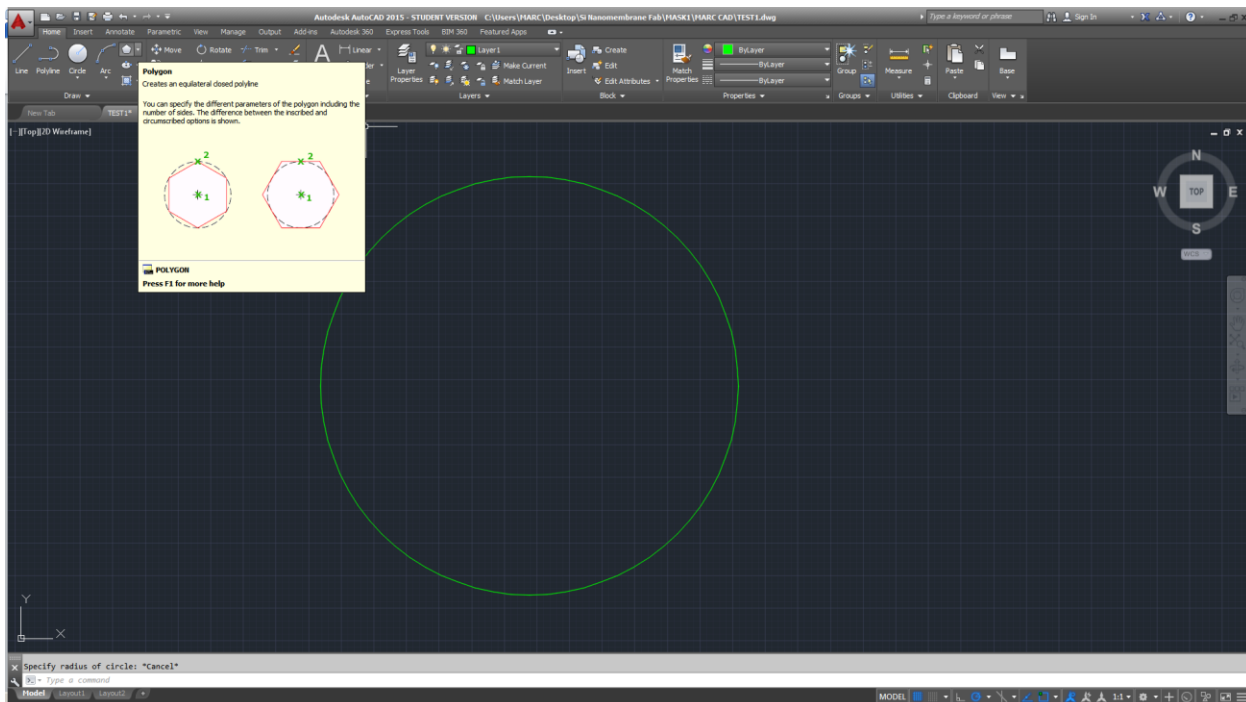 Autodesk AutoCAD 2015 - STUDENT VERSION C:\Users\MARC\Desktop\Si Nanomembrane Fab\MASK1\MARC CAD\TEST1.dwg
Type a keyword or phrase
Sign In
Home Insert Annotate Parametric View Manage Output Add-ins Autodesk 360 Express Tools BIM 360 Featured Apps
Line Polyline Circle Arc
Move Rotate Trim
A
Linear
Layer Properties
Layer1
Make Current
Match Layer
Insert
Create
Edit
Edit Attributes
Match Properties
ByLayer
ByLayer
ByLayer
Group
Measure
Paste
Base
Draw Layers Block Properties Groups Utilities Clipboard View
New Tab TEST1*
[-][Top][2D Wireframe]
Polygon
Creates an equilateral closed polyline
You can specify the different parameters of the polygon including the
number of sides. The difference between the inscribed and
circumscribed options is shown.
2 2
1 1
POLYGON
Press F1 for more help
N
W TOP E
S
WCS
Y
X
Specify radius of circle: *Cancel*
Type a command
Model Layout1 Layout2 +
MODEL 1:1